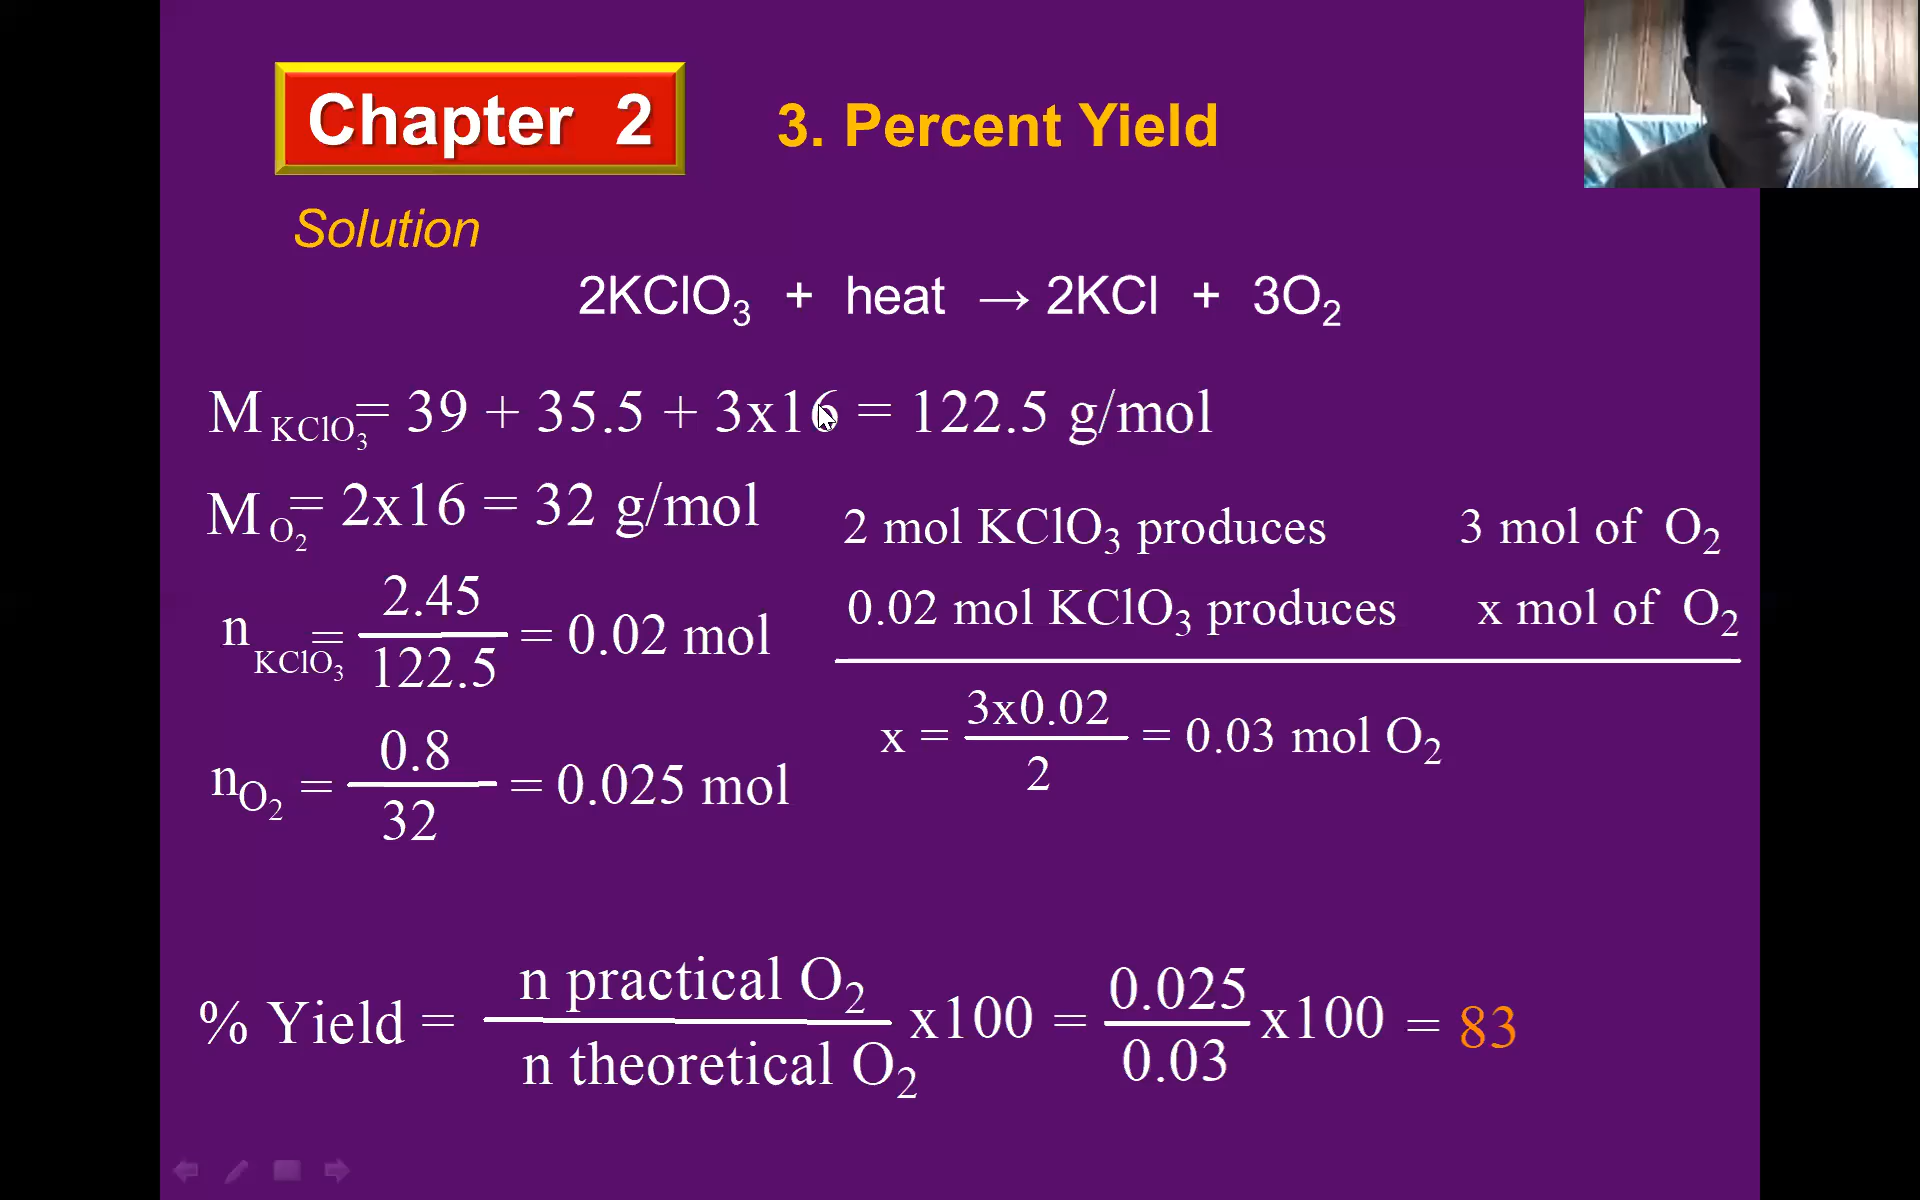 Chapter 2
3. Percent Yield
Solution
2KClO₃ + heat → 2KCl + 3O₂
M KClO₃ = 39 + 35.5 + 3x16 = 122.5 g/mol
M O₂ = 2x16 = 32 g/mol
n KClO₃ = 2.45 / 122.5 = 0.02 mol
n O₂ = 0.8 / 32 = 0.025 mol
2 mol KClO₃ produces 3 mol of O₂
0.02 mol KClO₃ produces x mol of O₂
x = 3x0.02 / 2 = 0.03 mol O₂
% Yield = n practical O₂ / n theoretical O₂ x100 = 0.025 / 0.03 x100 = 83